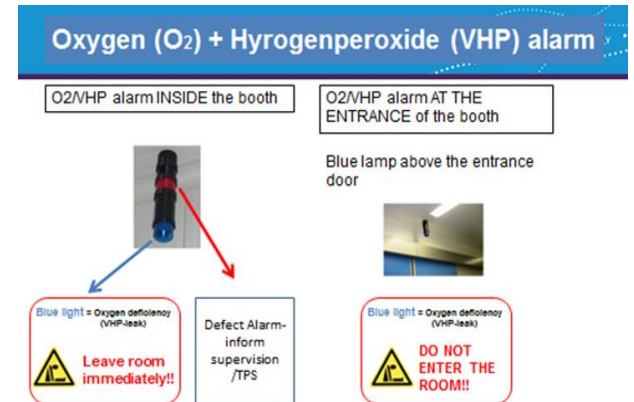 Oxygen (O2) + Hyrogenperoxide (VHP) alarm
O2/VHP alarm INSIDE the booth
O2/VHP alarm AT THE
ENTRANCE of the booth
Blue lamp above the entrance
door
Blue light = Oxygen defiolenoy
(VHP-leak)
Leave room
immediately!!
Defect Alarm-
inform
supervision
/TPS
Blue light = Oxygen defiolenoy
(VHP-leak)
DO NOT
ENTER THE
ROOM!!